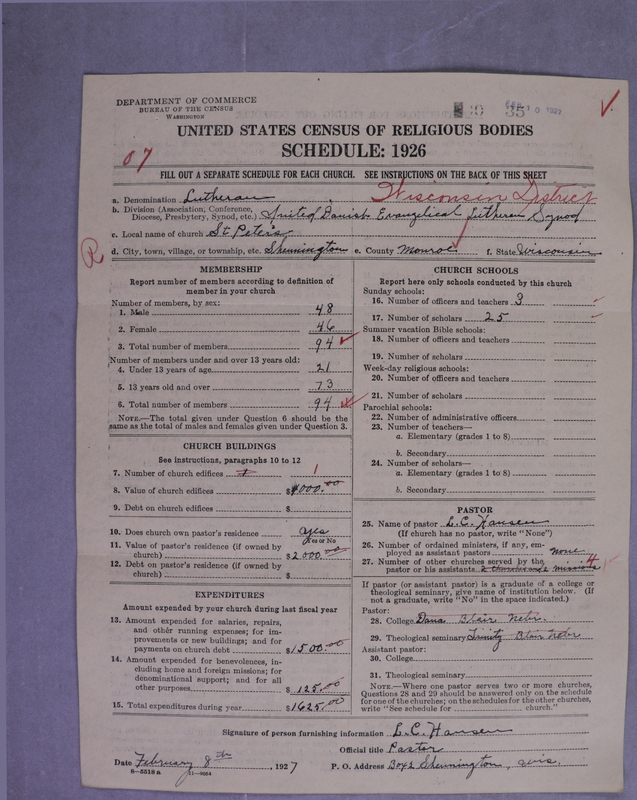 DEPARTMENT OF COMMERCE
BUREAU OF THE CENSUS
WASHINGTON
UNITED STATES CENSUS OF RELIGIOUS BODIES
SCHEDULE: 1926
07
FILL OUT A SEPARATE SCHEDULE FOR EACH CHURCH. SEE INSTRUCTIONS ON THE BACK OF THIS SHEET
Wisconsin District
a. Denomination Lutheran
b. Division (Association, Conference,
Diocese, Presbytery, Synod, etc.) United Danish Evangelical Lutheran Synod
c. Local name of church St Peter's
d. City, town, village, or township, etc. Shennington e. County Monroe f. State Wisconsin
R
MEMBERSHIP
Report number of members according to definition of
member in your church
Number of members, by sex:
1. Male 48
2. Female 46
3. Total number of members 94
Number of members under and over 13 years old:
4. Under 13 years of age 21
5. 13 years old and over 73
6. Total number of members 94
NOTE.—The total given under Question 6 should be the
same as the total of males and females given under Question 3.
CHURCH BUILDINGS
See instructions, paragraphs 10 to 12
7. Number of church edifices 1
8. Value of church edifices $4000.00
9. Debt on church edifices $
10. Does church own pastor's residence yes
Yes or No
11. Value of pastor's residence (if owned by
church) $2000.00
12. Debt on pastor's residence (if owned by
church) $
EXPENDITURES
Amount expended by your church during last fiscal year
13. Amount expended for salaries, repairs,
and other running expenses; for im-
provements or new buildings; and for
payments on church debt $1500.00
14. Amount expended for benevolences, in-
cluding home and foreign missions; for
denominational support; and for all
other purposes $125.00
15. Total expenditures during year $1625.00
CHURCH SCHOOLS
Report here only schools conducted by this church
Sunday schools:
16. Number of officers and teachers 3
17. Number of scholars 25
Summer vacation Bible schools:
18. Number of officers and teachers
19. Number of scholars
Week-day religious schools:
20. Number of officers and teachers
21. Number of scholars
Parochial schools:
22. Number of administrative officers
23. Number of teachers—
a. Elementary (grades 1 to 8)
b. Secondary
24. Number of scholars—
a. Elementary (grades 1 to 8)
b. Secondary
PASTOR
25. Name of pastor L.C. Hansen
(If church has no pastor, write "None")
26. Number of ordained ministers, if any, em-
ployed as assistant pastors none
27. Number of other churches served by the 4
pastor or his assistants missions
If pastor (or assistant pastor) is a graduate of a college or
theological seminary, give name of institution below. (If
not a graduate, write "No" in the space indicated.)
Pastor:
28. College Dana Blair Nebr.
29. Theological seminary Trinity Blair Nebr
Assistant pastor:
30. College
31. Theological seminary
NOTE.—Where one pastor serves two or more churches,
Questions 28 and 29 should be answered only on the schedule
for one of the churches; on the schedules for the other churches,
write "See schedule for church."
Signature of person furnishing information L.C. Hansen
Official title Pastor
Date February 8th 1927 P. O. Address Box 2 Shennington, Wis.
8-5518 a 11-9054